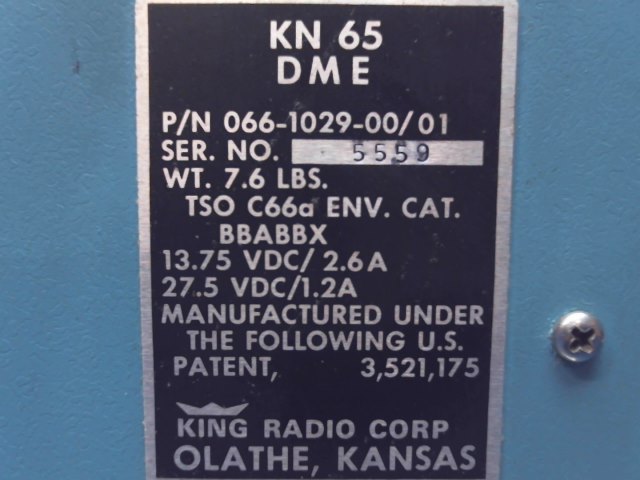 KN 65
DME
P/N 066-1029-00/01
SER. NO. 5559
WT. 7.6 LBS.
TSO C66a ENV. CAT.
BBABBX
13.75 VDC/ 2.6A
27.5 VDC/1.2A
MANUFACTURED UNDER
THE FOLLOWING U.S.
PATENT, 3,521,175
KING RADIO CORP
OLATHE, KANSAS